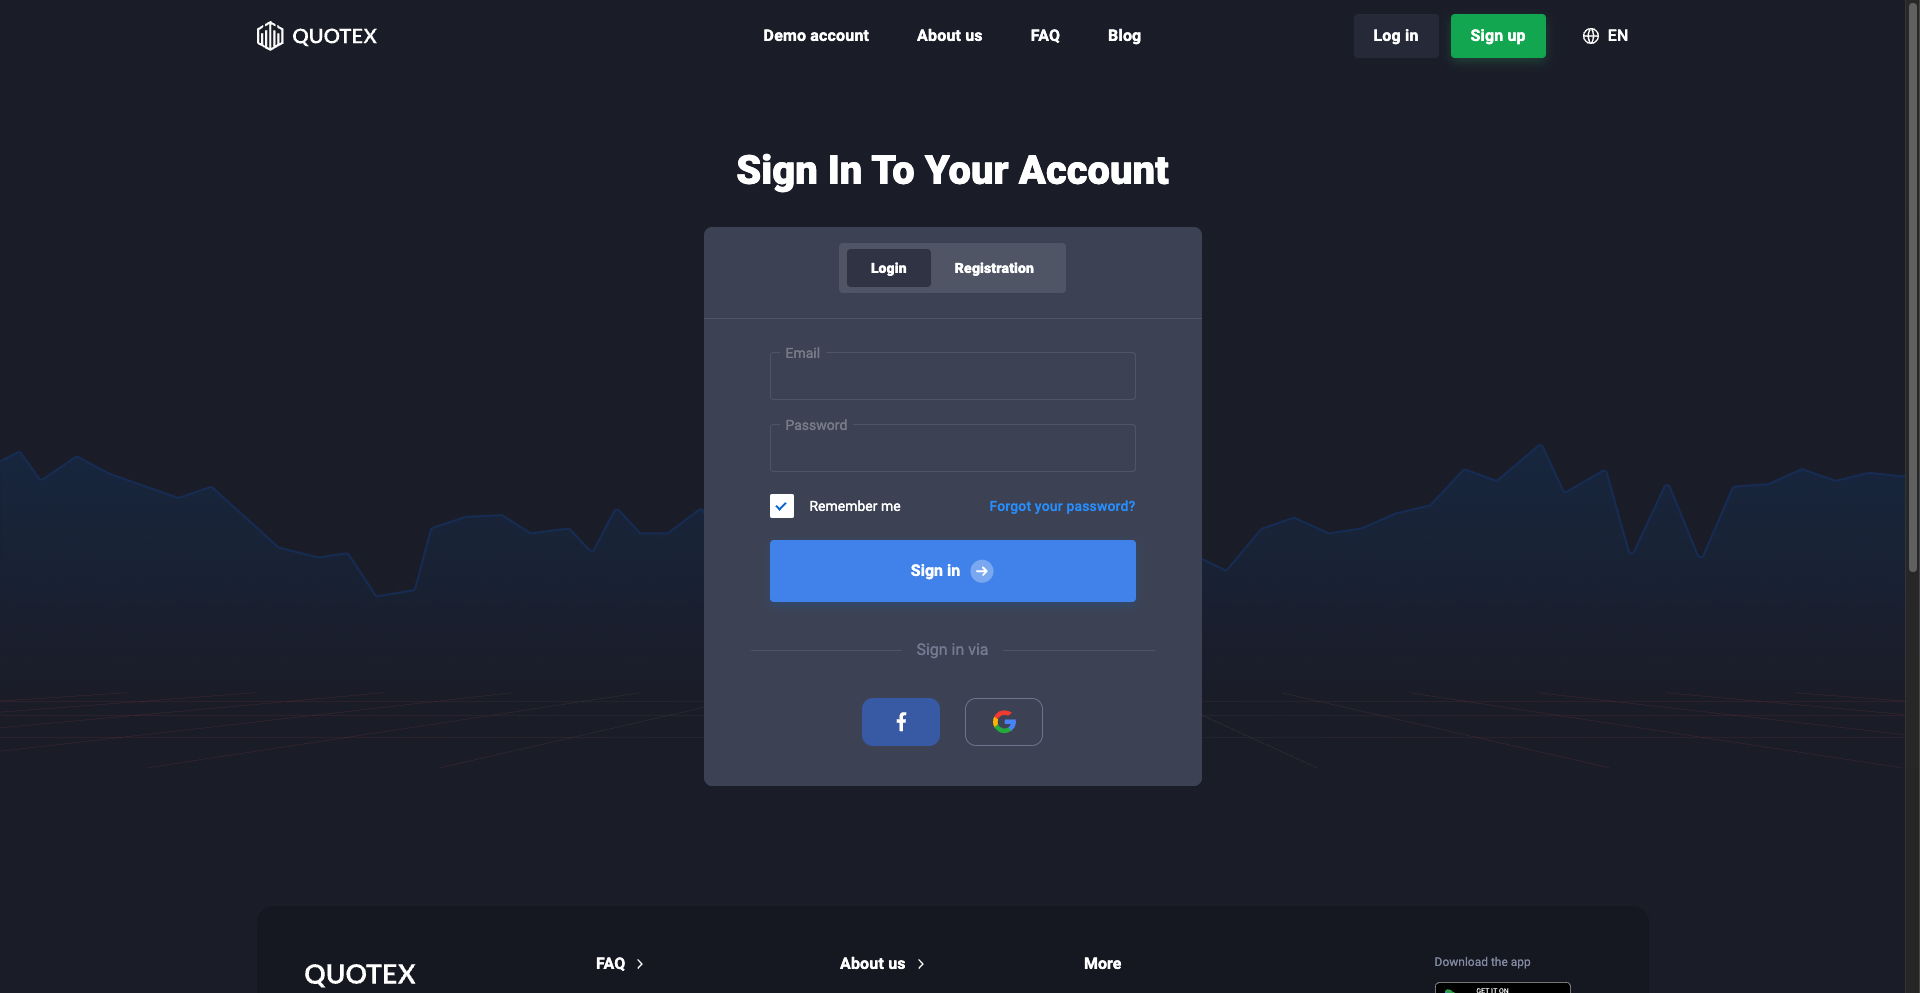 QUOTEX
Demo account
About us
FAQ
Blog
Log in
Sign up
EN
Sign In To Your Account
Login
Registration
Email
Password
Remember me
Forgot your password?
Sign in
Sign in via
QUOTEX
FAQ
About us
More
Download the app
GET IT ON